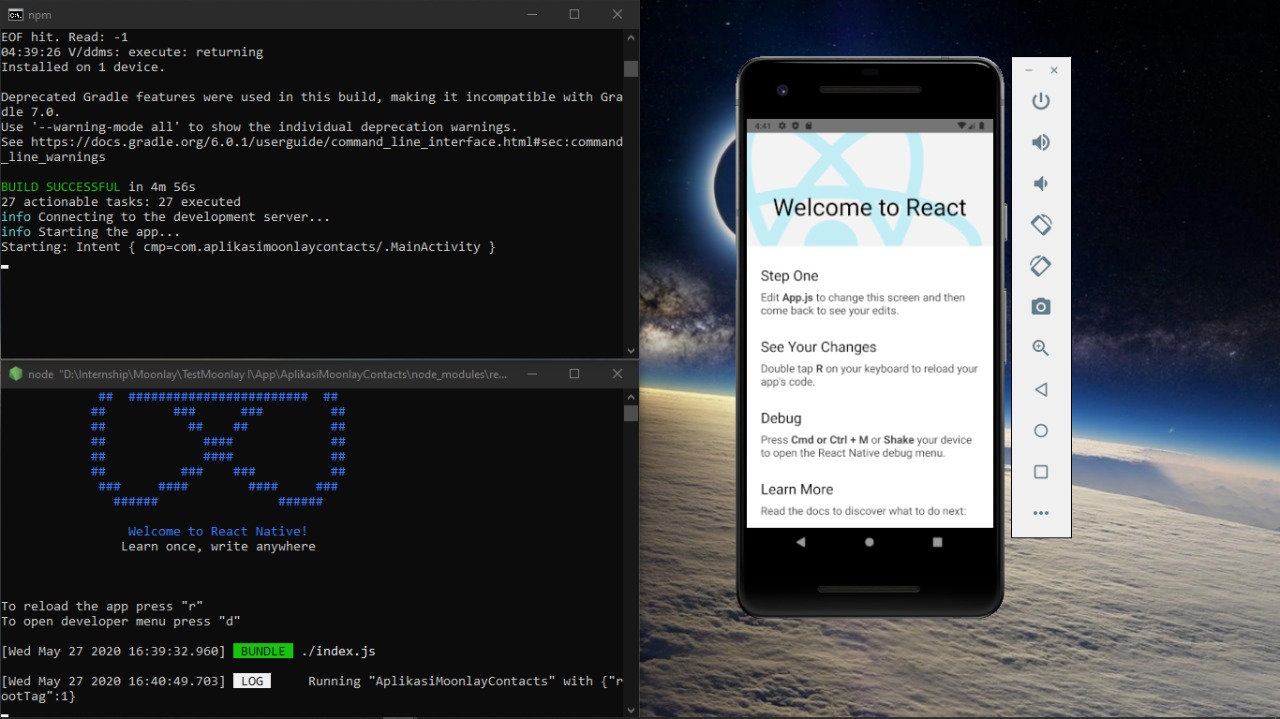 npm
EOF hit. Read: -1
04:39:26 V/ddms: execute: returning
Installed on 1 device.
Deprecated Gradle features were used in this build, making it incompatible with Gra
dle 7.0.
Use '--warning-mode all' to show the individual deprecation warnings.
See https://docs.gradle.org/6.0.1/userguide/command_line_interface.html#sec:command
_line_warnings
BUILD SUCCESSFUL in 4m 56s
27 actionable tasks: 27 executed
info Connecting to the development server...
info Starting the app...
Starting: Intent { cmp=com.aplikasimoonlaycontacts/.MainActivity }
node "D:\Internship\Moonlay\TestMoonlay I\App\AplikasiMoonlayContacts\node_modules\re...
## ######################## ##
## ### ### ##
## ## ## ##
## #### ##
## #### ##
## ### ### ##
### #### #### ###
###### ######
Welcome to React Native!
Learn once, write anywhere
To reload the app press "r"
To open developer menu press "d"
[Wed May 27 2020 16:39:32.960] BUNDLE ./index.js
[Wed May 27 2020 16:40:49.703] LOG Running "AplikasiMoonlayContacts" with {"r
ootTag":1}
4:41
Welcome to React
Step One
Edit App.js to change this screen and then
come back to see your edits.
See Your Changes
Double tap R on your keyboard to reload your
app's code.
Debug
Press Cmd or Ctrl + M or Shake your device
to open the React Native debug menu.
Learn More
Read the docs to discover what to do next: